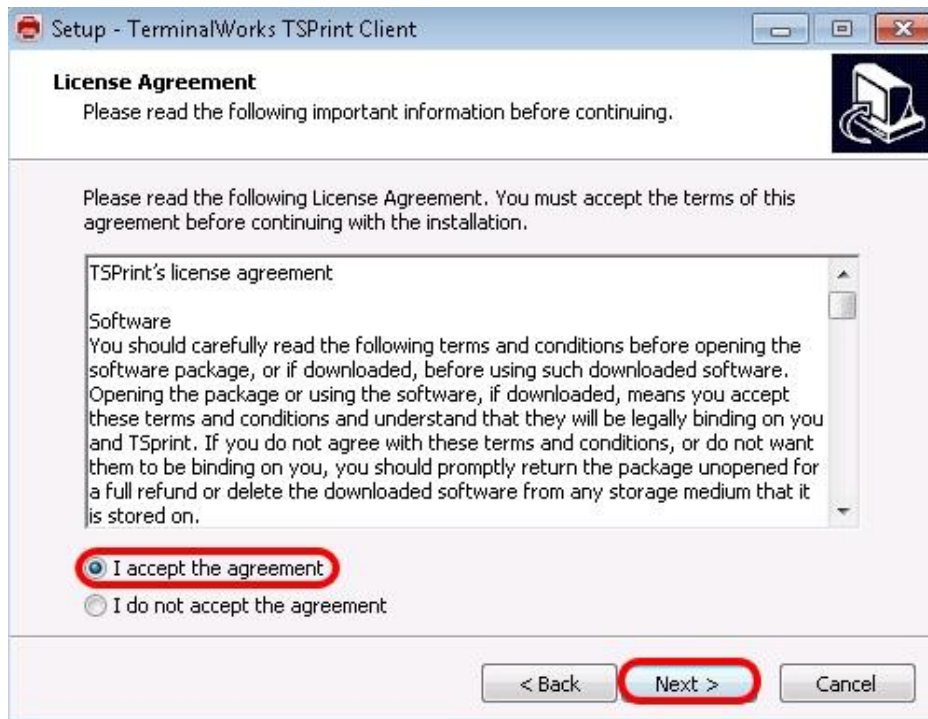 Setup - TerminalWorks TSPrint Client
License Agreement
Please read the following important information before continuing.
Please read the following License Agreement. You must accept the terms of this
agreement before continuing with the installation.
TSPrint's license agreement
Software
You should carefully read the following terms and conditions before opening the
software package, or if downloaded, before using such downloaded software.
Opening the package or using the software, if downloaded, means you accept
these terms and conditions and understand that they will be legally binding on you
and TSprint. If you do not agree with these terms and conditions, or do not want
them to be binding on you, you should promptly return the package unopened for
a full refund or delete the downloaded software from any storage medium that it
is stored on.
I accept the agreement
I do not accept the agreement
< Back Next > Cancel